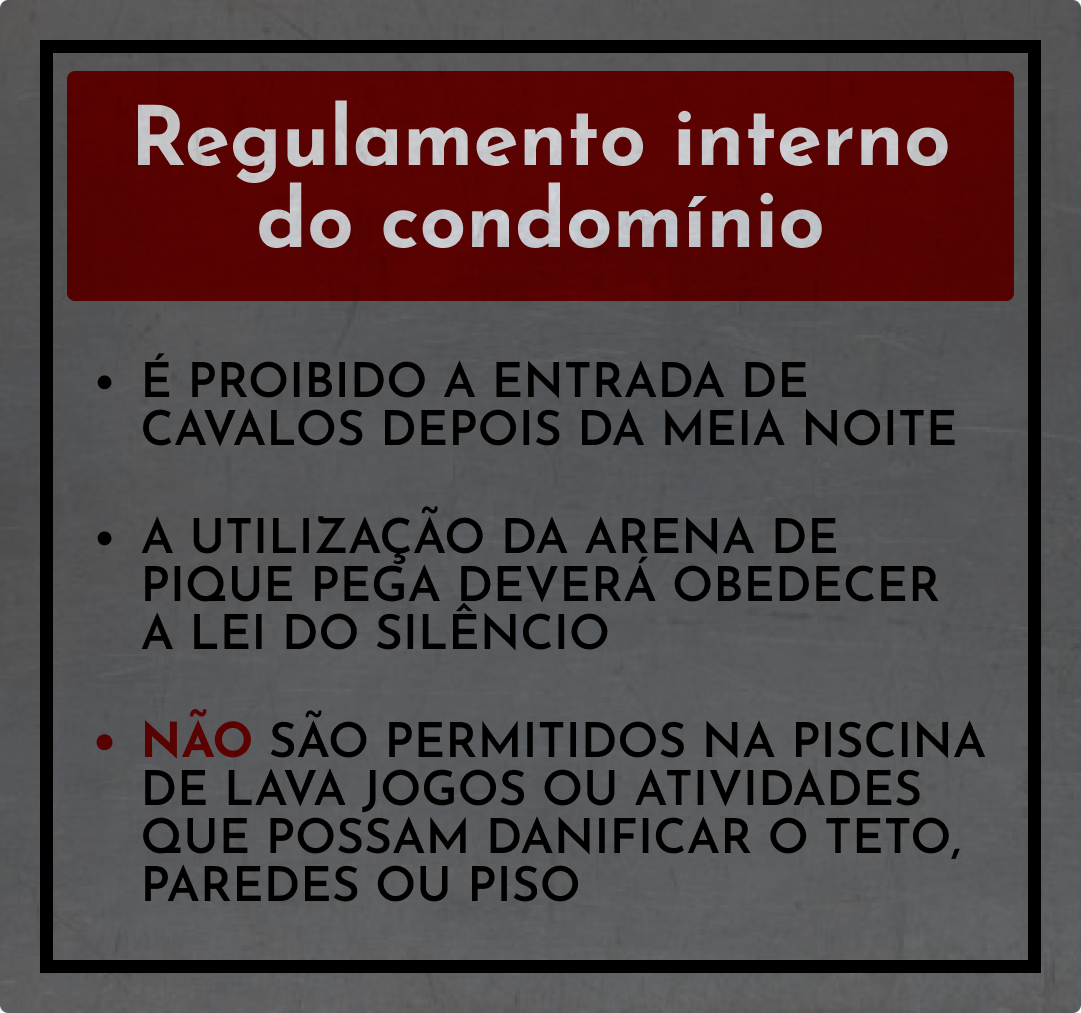 Regulamento interno
do condomínio
• É PROIBIDO A ENTRADA DE
CAVALOS DEPOIS DA MEIA NOITE
• A UTILIZAÇÃO DA ARENA DE
PIQUE PEGA DEVERÁ OBEDECER
A LEI DO SILÊNCIO
• NÃO SÃO PERMITIDOS NA PISCINA
DE LAVA JOGOS OU ATIVIDADES
QUE POSSAM DANIFICAR O TETO,
PAREDES OU PISO